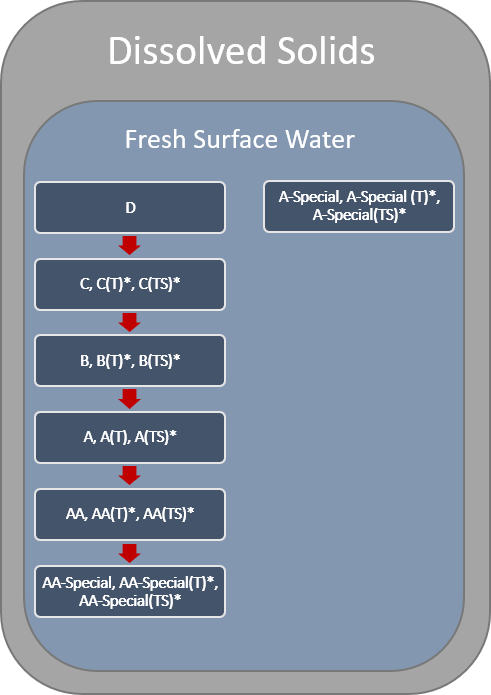 Dissolved Solids
Fresh Surface Water
D
A-Special, A-Special (T)*,
A-Special(TS)*
C, C(T)*, C(TS)*
B, B(T)*, B(TS)*
A, A(T), A(TS)*
AA, AA(T)*, AA(TS)*
AA-Special, AA-Special(T)*,
AA-Special(TS)*